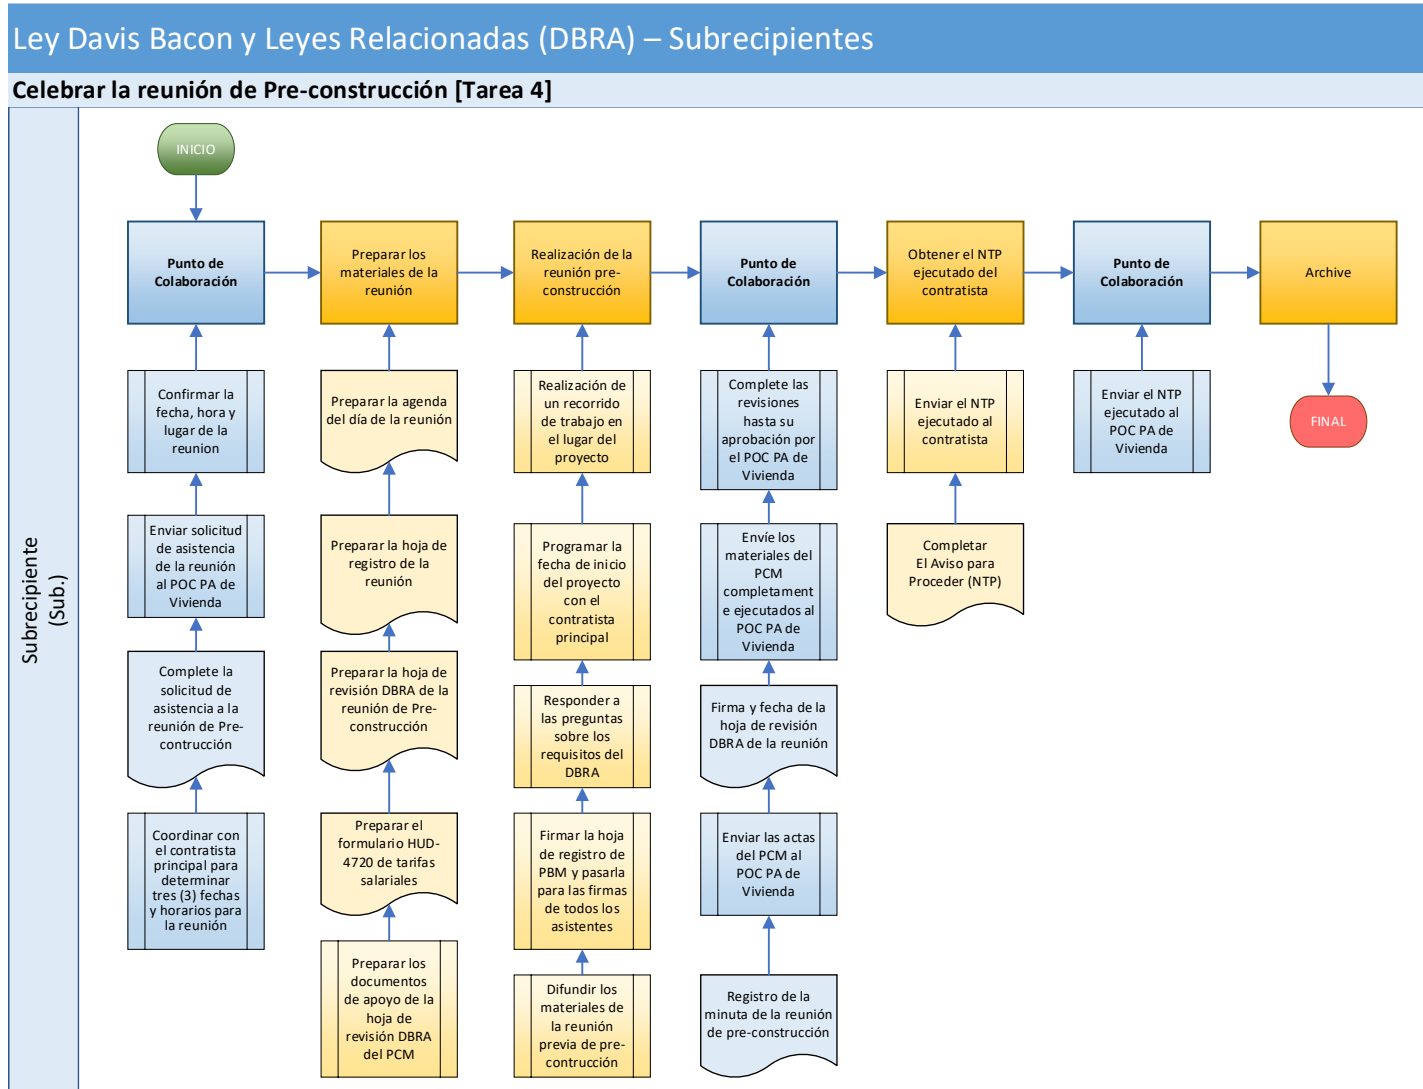 Ley Davis Bacon y Leyes Relacionadas (DBRA) – Subrecipientes
Celebrar la reunión de Pre-construcción [Tarea 4]
Subrecipiente
(Sub.)
INICIO
Punto de
Colaboración
Preparar los
materiales de la
reunión
Realización de la
reunión pre-
construcción
Punto de
Colaboración
Obtener el NTP
ejecutado del
contratista
Punto de
Colaboración
Archive
FINAL
Confirmar la
fecha, hora y
lugar de la
reunion
Enviar solicitud
de asistencia
de la reunión
al POC PA de
Vivienda
Complete la
solicitud de
asistencia a la
reunión de Pre-
contrucción
Coordinar con
el contratista
principal para
determinar
tres (3) fechas
y horarios para
la reunión
Preparar la agenda
del día de la reunión
Preparar la hoja de
registro de la
reunión
Preparar la hoja de
revisión DBRA de la
reunión de Pre-
construcción
Preparar el
formulario HUD-
4720 de tarifas
salariales
Preparar los
documentos
de apoyo de la
hoja de
revisión DBRA
del PCM
Realización de
un recorrido
de trabajo en
el lugar del
proyecto
Programar la
fecha de inicio
del proyecto
con el
contratista
principal
Responder a
las preguntas
sobre los
requisitos del
DBRA
Firmar la hoja
de registro de
PBM y pasarla
para las firmas
de todos los
asistentes
Difundir los
materiales de
la reunión
previa de pre-
contrucción
Complete las
revisiones
hasta su
aprobación por
el POC PA de
Vivienda
Envíe los
materiales del
PCM
completament
e ejecutados al
POC PA de
Vivienda
Firma y fecha de la
hoja de revisión
DBRA de la reunión
Enviar las actas
del PCM al
POC PA de
Vivienda
Registro de la
minuta de la reunión
de pre-construcción
Enviar el NTP
ejecutado al
contratista
Completar
El Aviso para
Proceder (NTP)
Enviar el NTP
ejecutado al
POC PA de
Vivienda